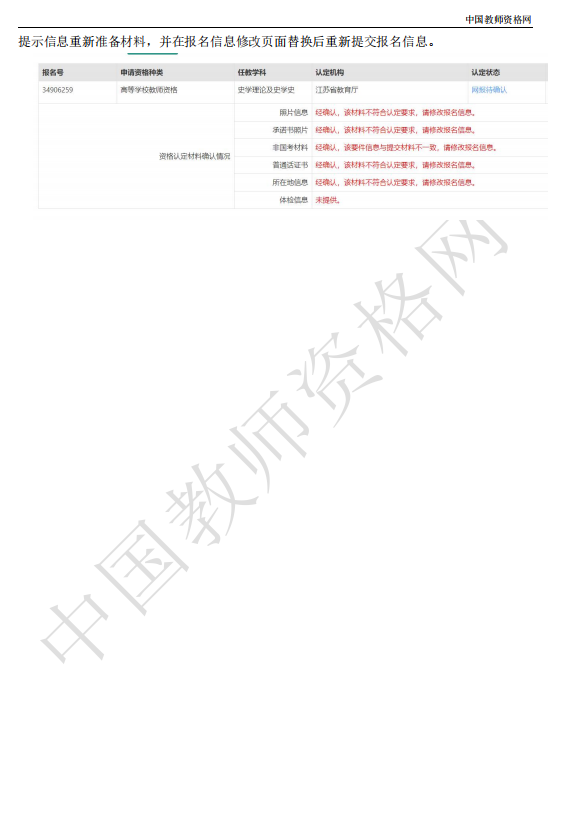 中国教师资格网
提示信息重新准备材料，并在报名信息修改页面替换后重新提交报名信息。
报名号 申请资格种类 任教学科 认定机构 认定状态
34906259 高等学校教师资格 史学理论及史学史 江苏省教育厅 网报待确认
资格认定材料确认情况
照片信息 经确认，该材料不符合认定要求，请修改报名信息。
承诺书照片 经确认，该材料不符合认定要求，请修改报名信息。
非国考材料 经确认，该要件信息与提交材料不一致，请修改报名信息。
普通话证书 经确认，该材料不符合认定要求，请修改报名信息。
所在地信息 经确认，该材料不符合认定要求，请修改报名信息。
体检信息 未提供。
中国教师资格网